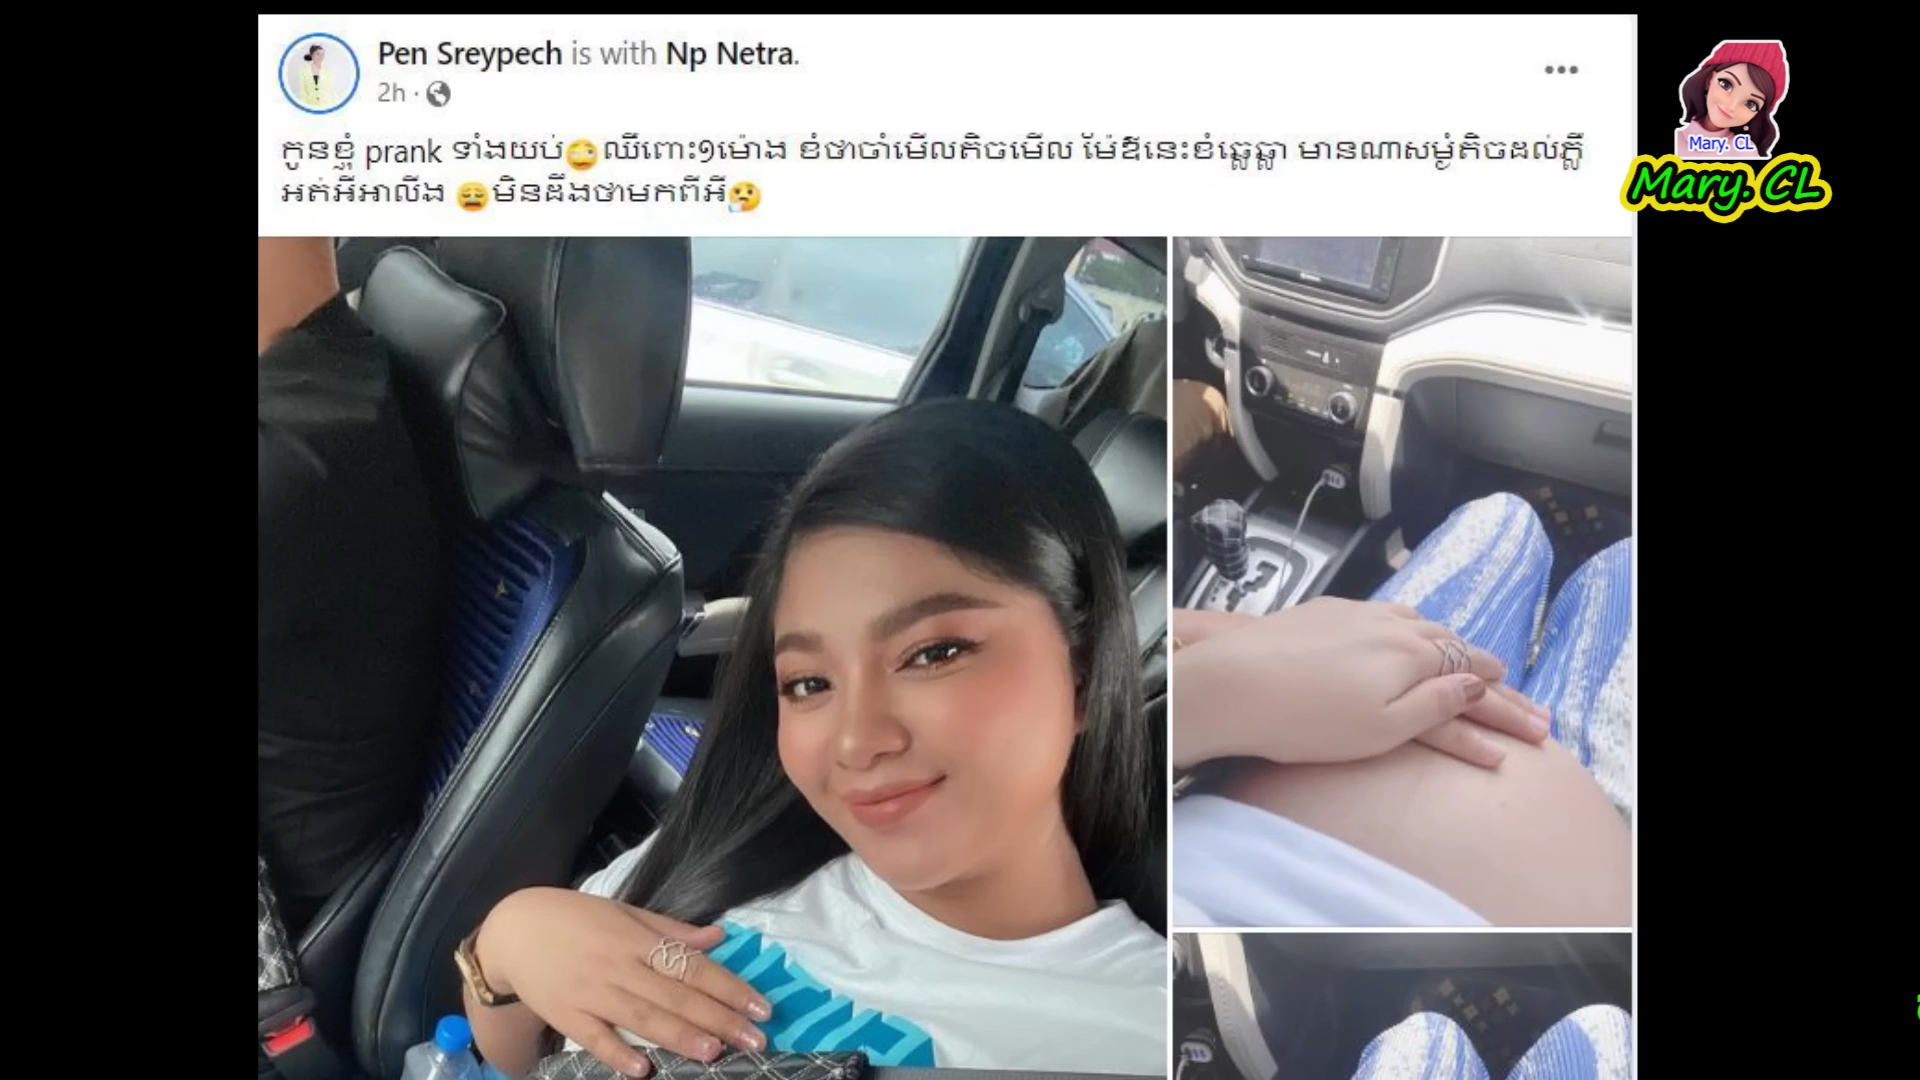 Pen Sreypech is with Np Netra.
2h ·
កូនខ្ញុំ prank ទាំងយប់🙄ឈឺពោះ១ម៉ោង ខំថាចាំមើលតិចមើល ម៉ែឪនេះខំឆ្លេឆ្លា មានណាសម្ងំតិចដល់ភ្លឺ
អត់អីអាលីង 😩មិនដឹងថាមកពីអី🤧
Mary. CL
Mary. CL